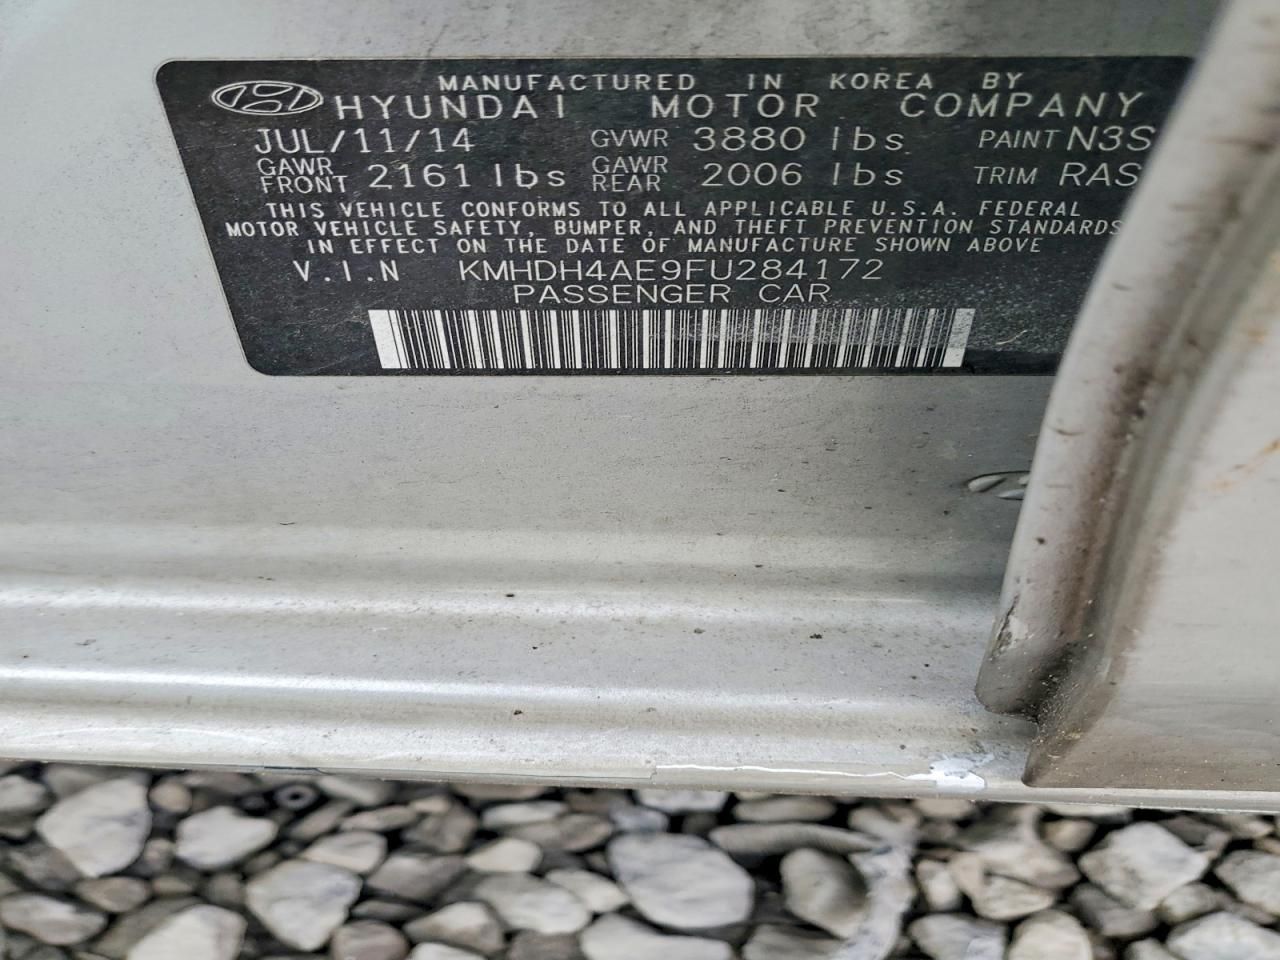 MANUFACTURED IN KOREA BY
HYUNDAI MOTOR COMPANY
JUL/11/14 GVWR 3880 lbs PAINT N3S
GAWR FRONT 2161 lbs GAWR REAR 2006 lbs TRIM RAS
THIS VEHICLE CONFORMS TO ALL APPLICABLE U.S.A. FEDERAL
MOTOR VEHICLE SAFETY, BUMPER, AND THEFT PREVENTION STANDARDS
IN EFFECT ON THE DATE OF MANUFACTURE SHOWN ABOVE
V.I.N KMHDH4AE9FU284172
PASSENGER CAR